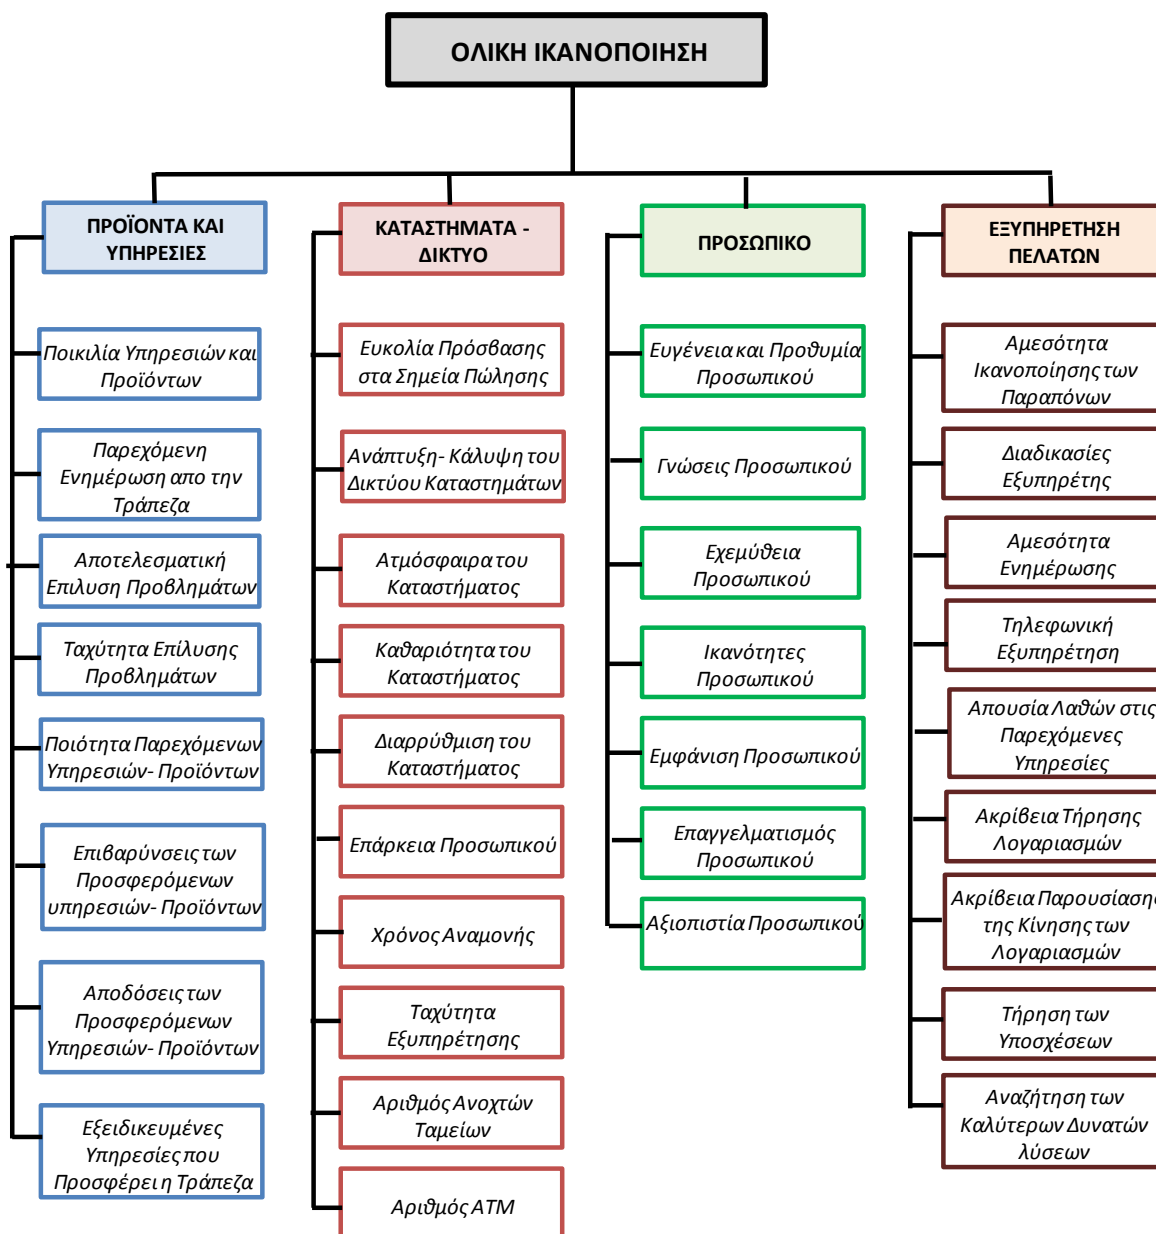 ΟΛΙΚΗ ΙΚΑΝΟΠΟΙΗΣΗ
ΠΡΟΪΟΝΤΑ ΚΑΙ
ΥΠΗΡΕΣΙΕΣ
Ποικιλία Υπηρεσιών και
Προϊόντων
Παρεχόμενη
Ενημέρωση απο την
Τράπεζα
Αποτελεσματική
Επιλυση Προβλημάτων
Ταχύτητα Επίλυσης
Προβλημάτων
Ποιότητα Παρεχόμενων
Υπηρεσιών- Προϊόντων
Επιβαρύνσεις των
Προσφερόμενων
υπηρεσιών- Προϊόντων
Αποδόσεις των
Προσφερόμενων
Υπηρεσιών- Προϊόντων
Εξειδικευμένες
Υπηρεσίες που
Προσφέρει η Τράπεζα
ΚΑΤΑΣΤΗΜΑΤΑ -
ΔΙΚΤΥΟ
Ευκολία Πρόσβασης
στα Σημεία Πώλησης
Ανάπτυξη- Κάλυψη του
Δικτύου Καταστημάτων
Ατμόσφαιρα του
Καταστήματος
Καθαριότητα του
Καταστήματος
Διαρρύθμιση του
Καταστήματος
Επάρκεια Προσωπικού
Χρόνος Αναμονής
Ταχύτητα
Εξυπηρέτησης
Αριθμός Ανοχτών
Ταμείων
Αριθμός ΑΤΜ
ΠΡΟΣΩΠΙΚΟ
Ευγένεια και Προθυμία
Προσωπικού
Γνώσεις Προσωπικού
Εχεμύθεια
Προσωπικού
Ικανότητες
Προσωπικού
Εμφάνιση Προσωπικού
Επαγγελματισμός
Προσωπικού
Αξιοπιστία Προσωπικού
ΕΞΥΠΗΡΕΤΗΣΗ
ΠΕΛΑΤΩΝ
Αμεσότητα
Ικανοποίησης των
Παραπόνων
Διαδικασίες
Εξυπηρέτης
Αμεσότητα
Ενημέρωσης
Τηλεφωνική
Εξυπηρέτηση
Απουσία Λαθών στις
Παρεχόμενες
Υπηρεσίες
Ακρίβεια Τήρησης
Λογαριασμών
Ακρίβεια Παρουσίασης
της Κίνησης των
Λογαριασμών
Τήρηση των
Υποσχέσεων
Αναζήτηση των
Καλύτερων Δυνατών
λύσεων